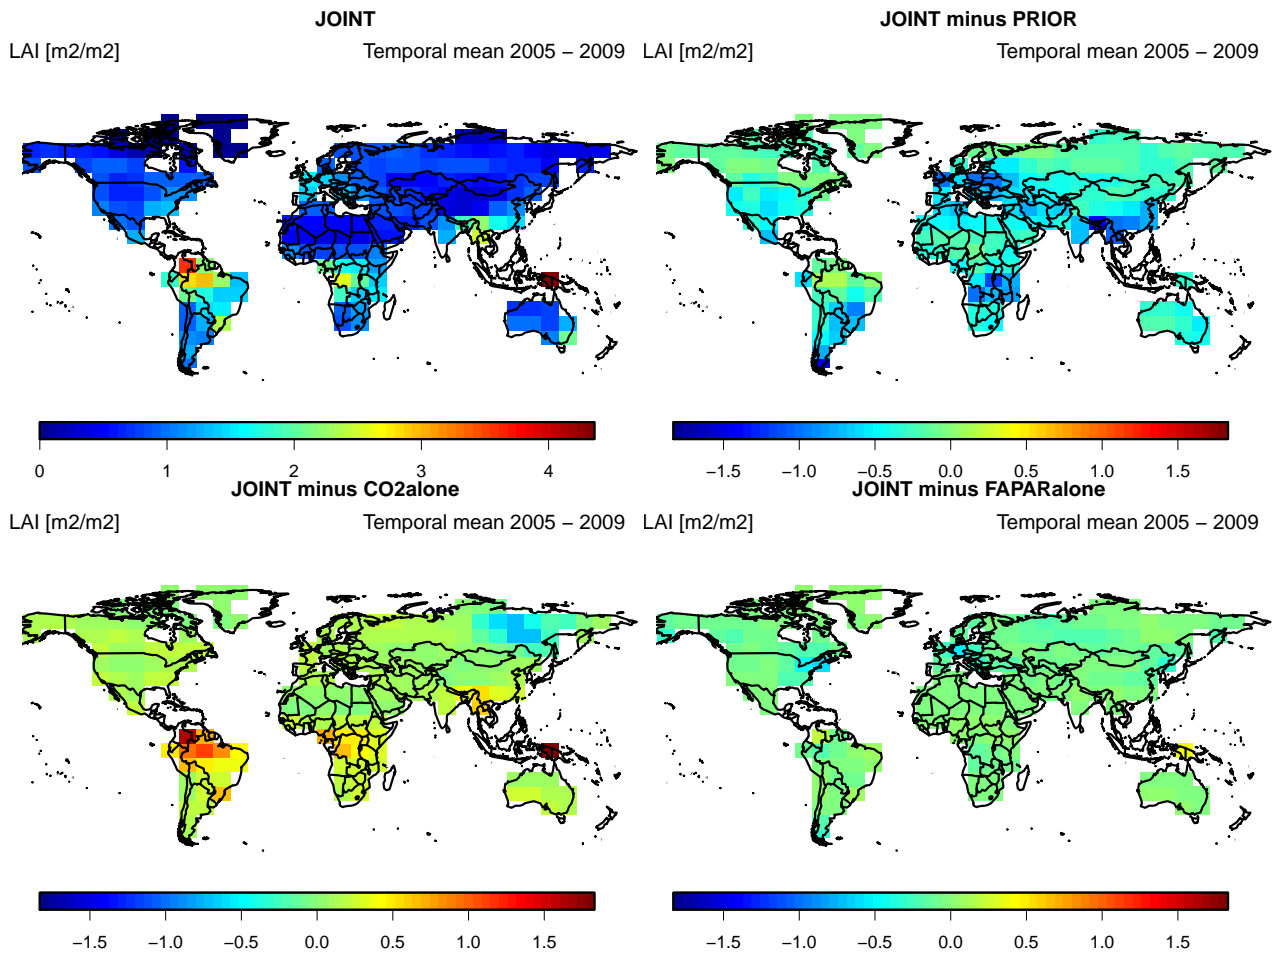 JOINT
LAI [m2/m2] Temporal mean 2005 – 2009
0 1 2 3 4
JOINT minus PRIOR
LAI [m2/m2] Temporal mean 2005 – 2009
−1.5 −1.0 −0.5 0.0 0.5 1.0 1.5
JOINT minus CO2alone
LAI [m2/m2] Temporal mean 2005 – 2009
−1.5 −1.0 −0.5 0.0 0.5 1.0 1.5
JOINT minus FAPARalone
LAI [m2/m2] Temporal mean 2005 – 2009
−1.5 −1.0 −0.5 0.0 0.5 1.0 1.5